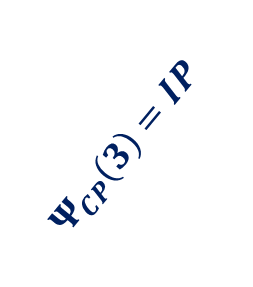 Ψ_CP(3) = IP